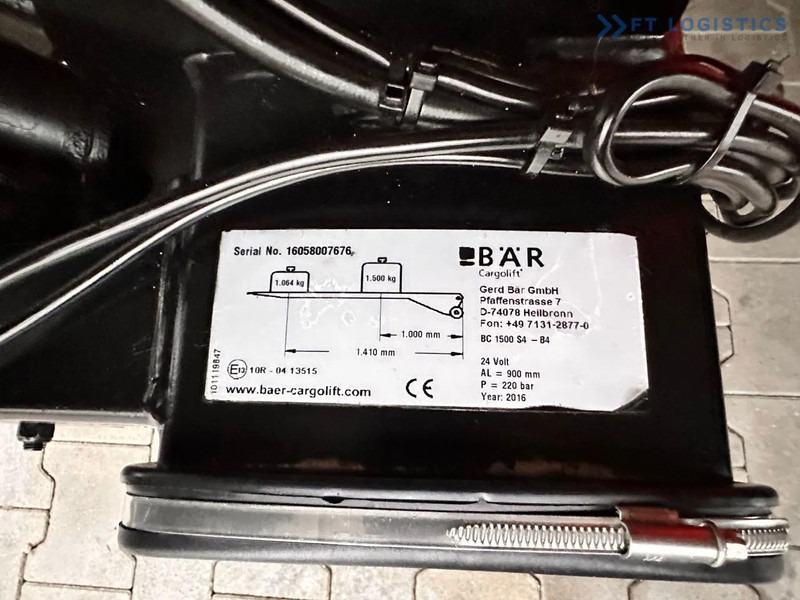 FT LOGISTICS
Serial No. 16058007676
1.064 kg
1.500 kg
1.000 mm
1.410 mm
101119847
E13 10R - 04 13515
www.baer-cargolift.com
CE
BÄR
Cargolift
Gerd Bär GmbH
Pfaffenstrasse 7
D-74078 Heilbronn
Fon: +49 7131-2877-0
BC 1500 S4 - B4
24 Volt
AL = 900 mm
P = 220 bar
Year: 2016